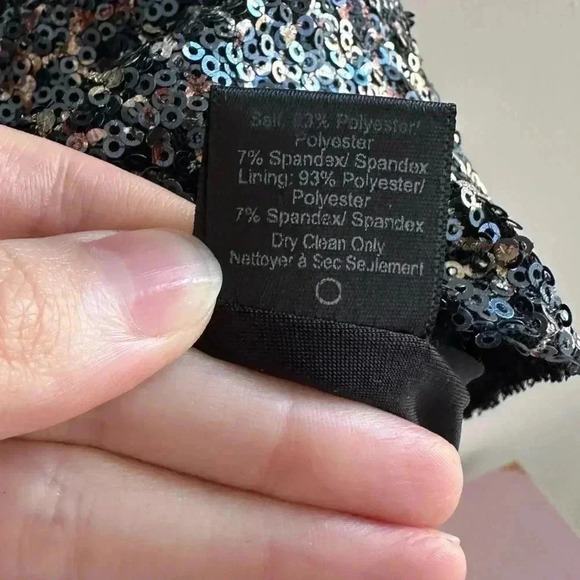 Self: 93% Polyester/
Polyester
7% Spandex/ Spandex
Lining: 93% Polyester/
Polyester
7% Spandex/ Spandex
Dry Clean Only
Nettoyer à Sec Seulement